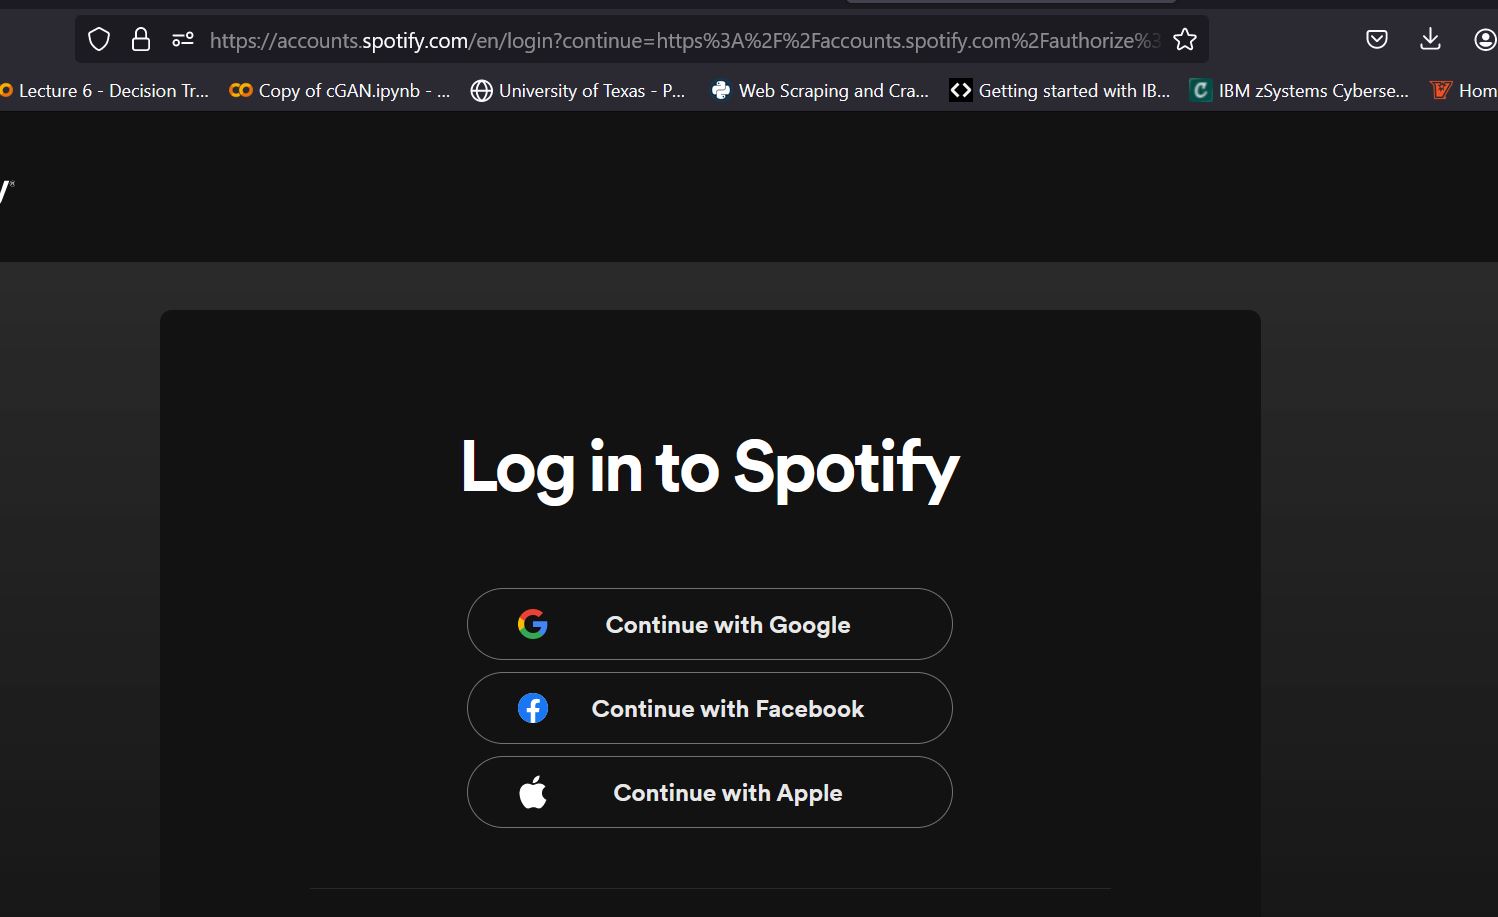 https://accounts.spotify.com/en/login?continue=https%3A%2F%2Faccounts.spotify.com%2Fauthorize%3
Lecture 6 - Decision Tr...
Copy of cGAN.ipynb - ...
University of Texas - P...
Web Scraping and Cra...
Getting started with IB...
IBM zSystems Cyberse...
Hom
y
Log in to Spotify
Continue with Google
Continue with Facebook
Continue with Apple